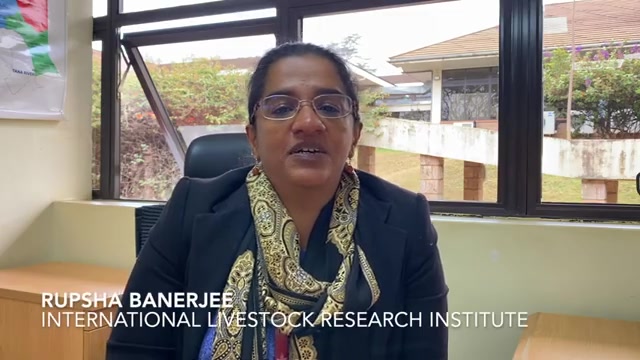 RUPSHA BANERJEE
INTERNATIONAL LIVESTOCK RESEARCH INSTITUTE